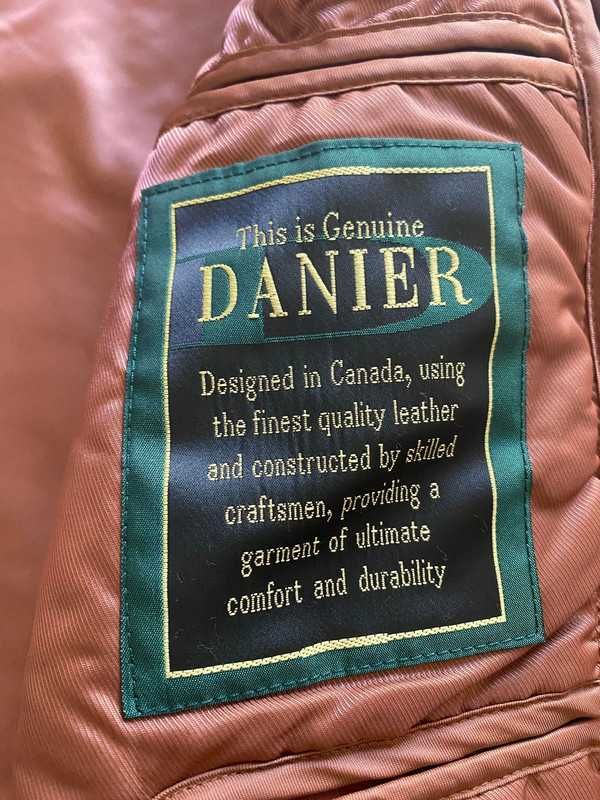 This is Genuine
DANIER
Designed in Canada, using
the finest quality leather
and constructed by skilled
craftsmen, providing a
garment of ultimate
comfort and durability